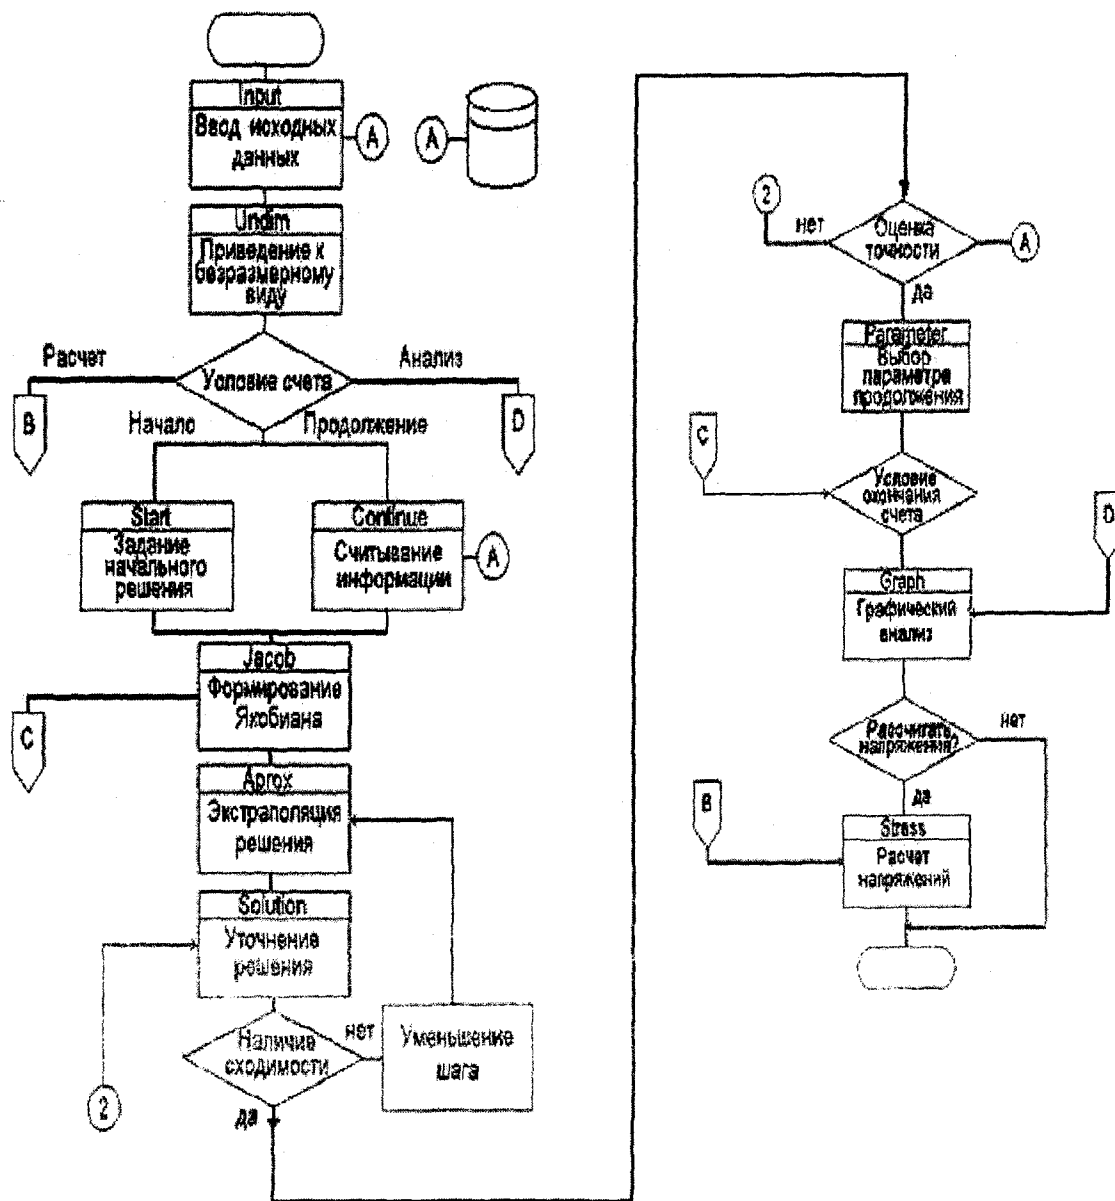 Input
Ввод исходных
данных
A
A
Undim
Приведение к
безразмерному
виду
Расчет
Условие счета
Анализ
B
D
Начало
Продолжение
Start
Задание
начального
решения
Continue
Считывание
информации
A
Jacob
Формирование
Якобиана
C
Aprox
Экстраполяция
решения
Solution
Уточнение
решения
Наличие
сходимости
нет
Уменьшение
шага
2
да
2
нет
Оценка
точности
A
да
Parameter
Выбор
параметра
продолжения
C
Условие
окончания
счета
D
Graph
Графический
анализ
Рассчитать
напряжения?
нет
да
B
Stress
Расчет
напряжений